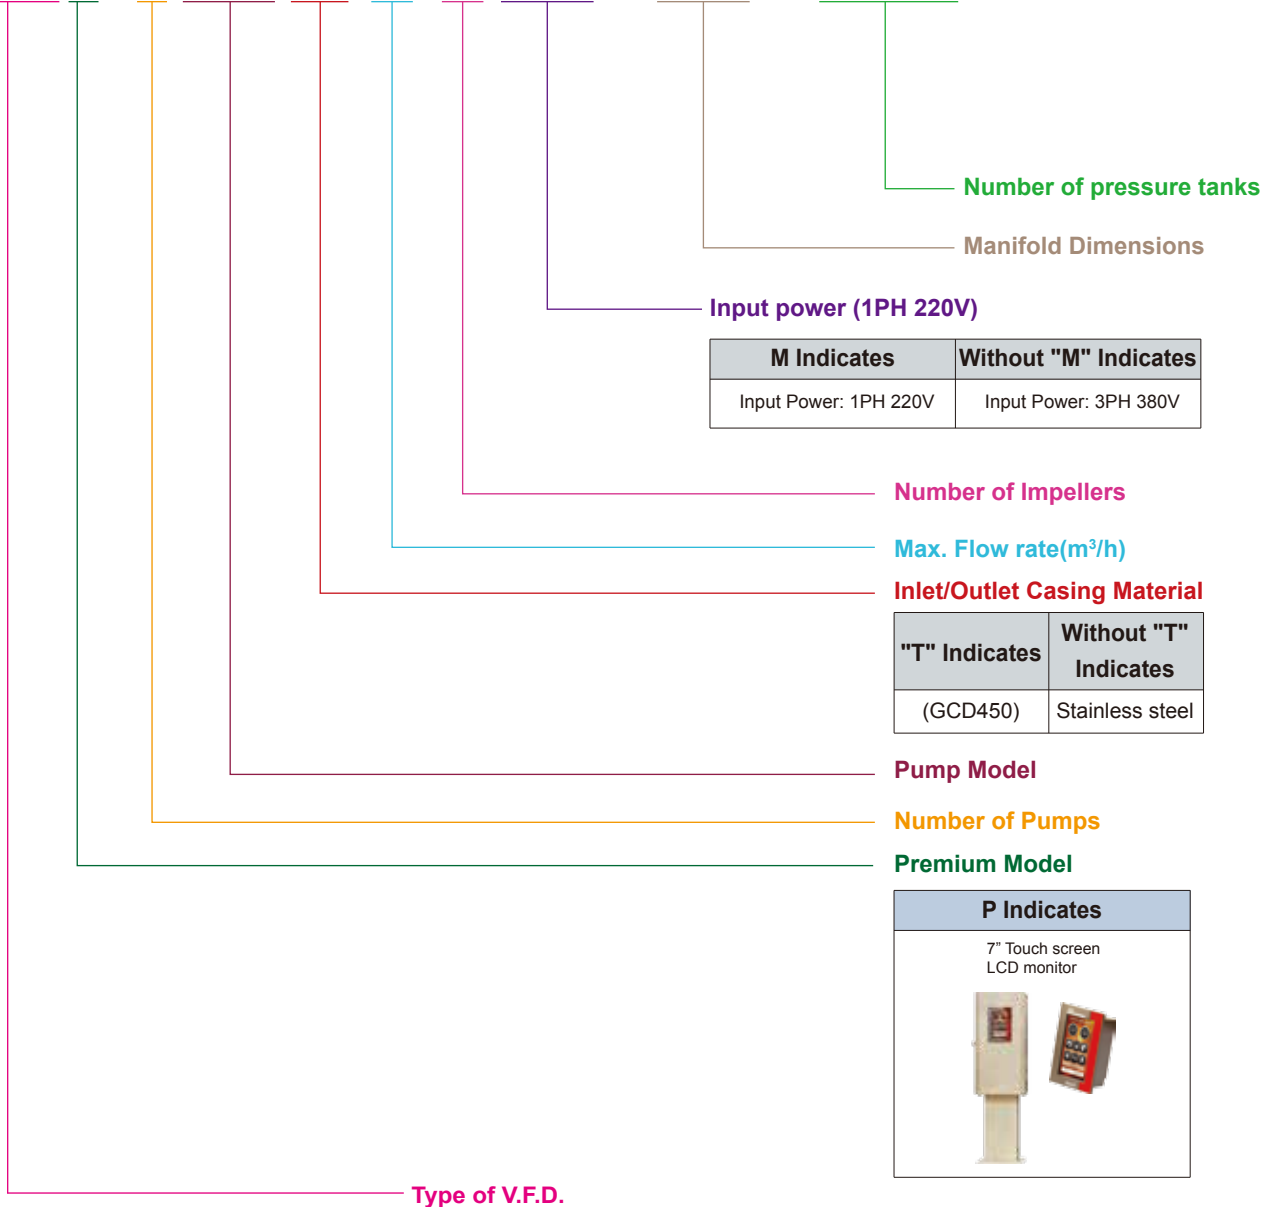 Number of pressure tanks
Manifold Dimensions
Input power (1PH 220V)
M Indicates
Without "M" Indicates
Input Power: 1PH 220V
Input Power: 3PH 380V
Number of Impellers
Max. Flow rate(m³/h)
Inlet/Outlet Casing Material
"T" Indicates
Without "T"
Indicates
(GCD450)
Stainless steel
Pump Model
Number of Pumps
Premium Model
P Indicates
7” Touch screen
LCD monitor
Type of V.F.D.